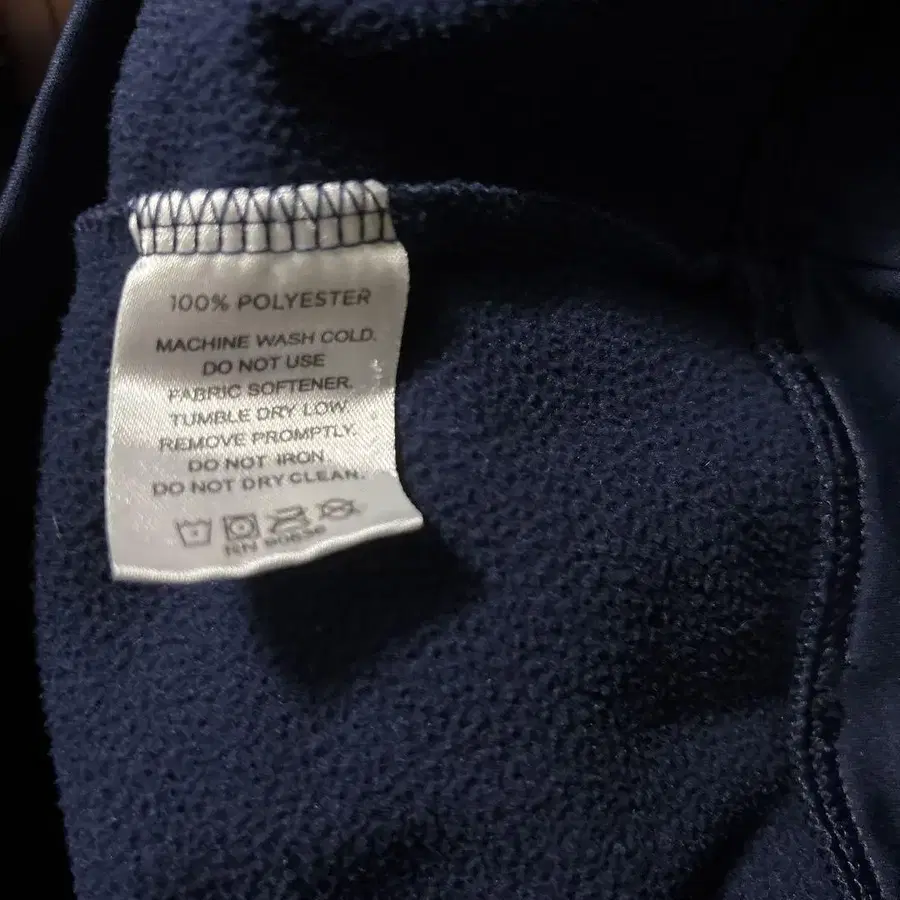 100% POLYESTER
MACHINE WASH COLD.
DO NOT USE
FABRIC SOFTENER.
TUMBLE DRY LOW.
REMOVE PROMPTLY.
DO NOT IRON
DO NOT DRY CLEAN.
RN